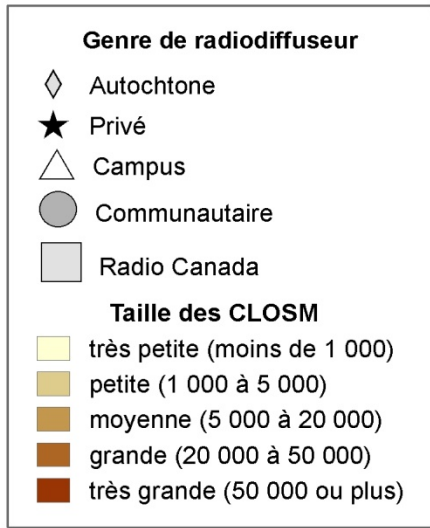 Genre de radiodiffuseur
Autochtone
Privé
Campus
Communautaire
Radio Canada
Taille des CLOSM
très petite (moins de 1 000)
petite (1 000 à 5 000)
moyenne (5 000 à 20 000)
grande (20 000 à 50 000)
très grande (50 000 ou plus)